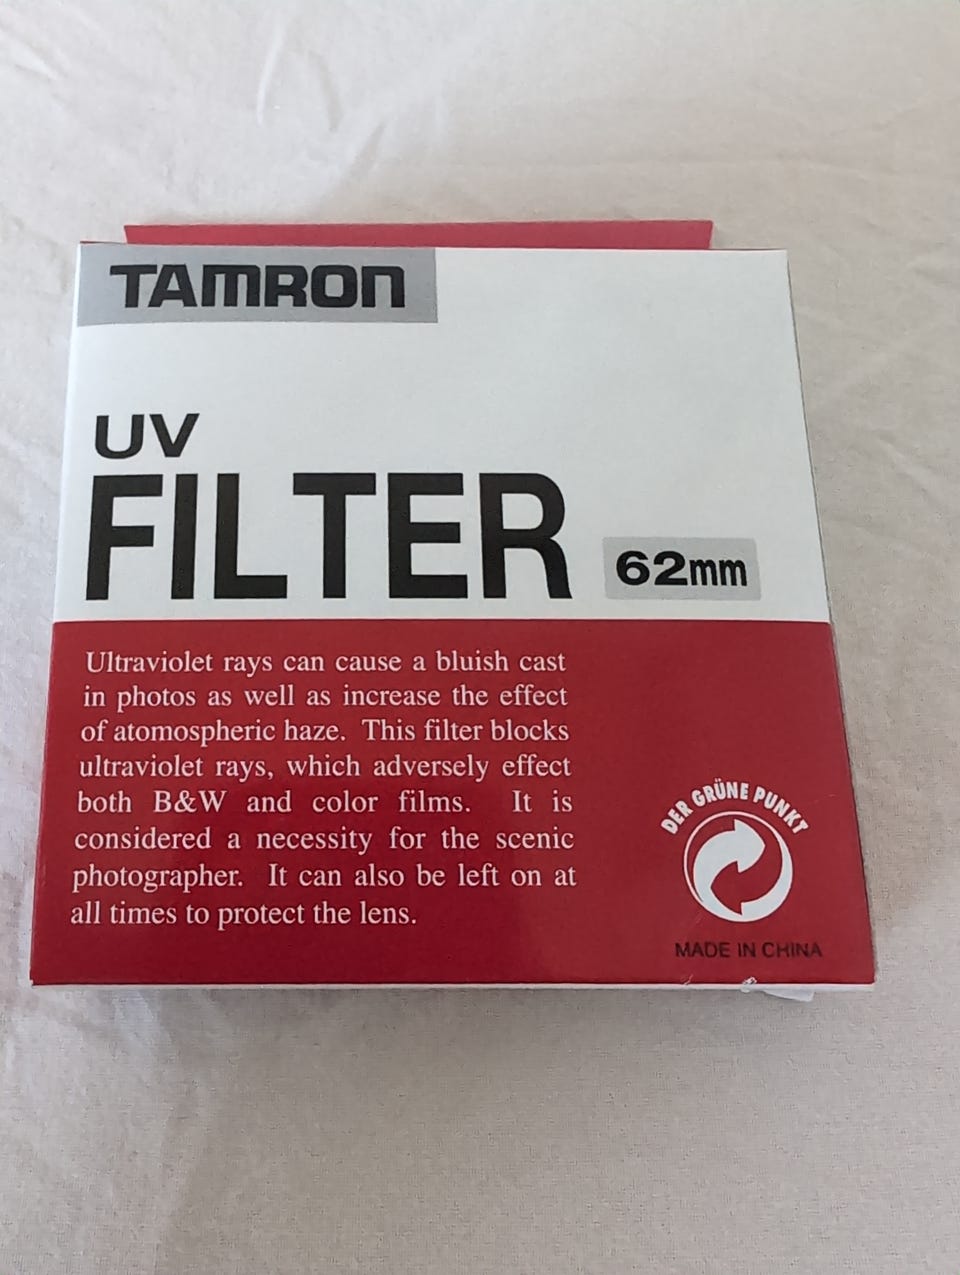 TAMRON
UV
FILTER
62mm
Ultraviolet rays can cause a bluish cast
in photos as well as increase the effect
of atomospheric haze. This filter blocks
ultraviolet rays, which adversely effect
both B&W and color films. It is
considered a necessity for the scenic
photographer. It can also be left on at
all times to protect the lens.
DER GRÜNE PUNKT
MADE IN CHINA